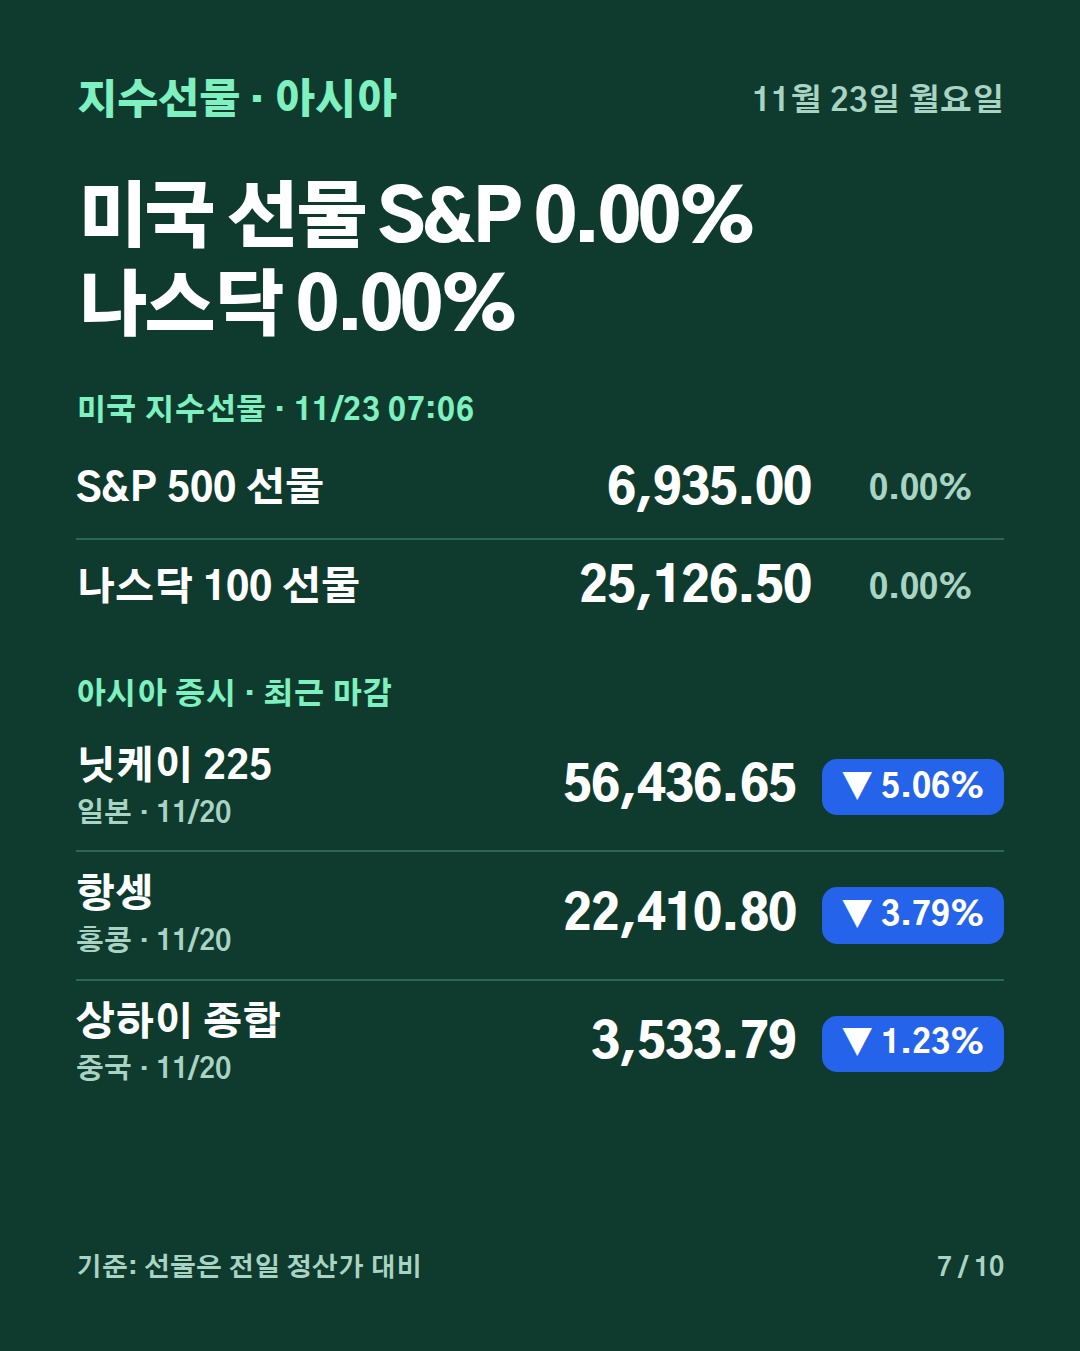 지수선물 · 아시아
11월 23일 월요일
미국 선물 S&P 0.00%
나스닥 0.00%
미국 지수선물 · 11/23 07:06
S&P 500 선물 6,935.00 0.00%
나스닥 100 선물 25,126.50 0.00%
아시아 증시 · 최근 마감
닛케이 225 56,436.65 ▼ 5.06%
일본 · 11/20
항셍 22,410.80 ▼ 3.79%
홍콩 · 11/20
상하이 종합 3,533.79 ▼ 1.23%
중국 · 11/20
기준: 선물은 전일 정산가 대비
7 / 10